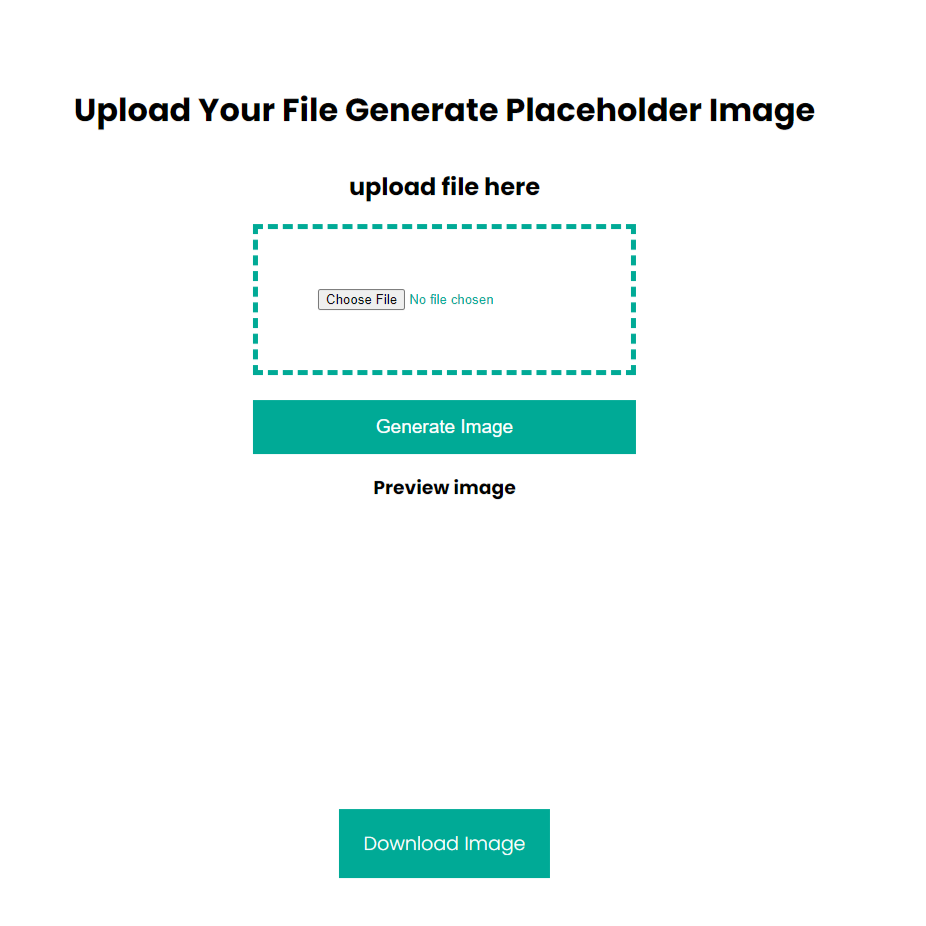 Upload Your File Generate Placeholder Image
upload file here
Choose File No file chosen
Generate Image
Preview image
Download Image